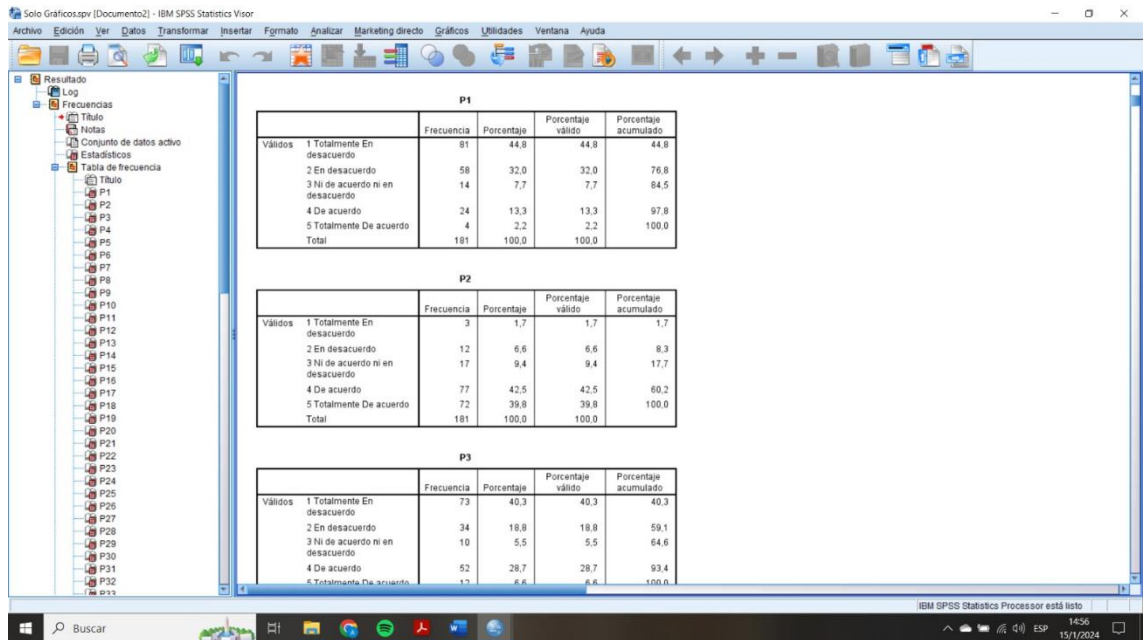 Solo Gráficos.spv [Documento2] - IBM SPSS Statistics Visor
Archivo Edición Ver Datos Transformar Insertar Formato Analizar Marketing directo Gráficos Utilidades Ventana Ayuda
Resultado
Log
Frecuencias
Título
Notas
Conjunto de datos activo
Estadísticos
Tabla de frecuencia
Título
P1
P2
P3
P4
P5
P6
P7
P8
P9
P10
P11
P12
P13
P14
P15
P16
P17
P18
P19
P20
P21
P22
P23
P24
P25
P26
P27
P28
P29
P30
P31
P32
P33
P1
Frecuencia Porcentaje Porcentaje válido Porcentaje acumulado
Válidos 1 Totalmente En desacuerdo 81 44,8 44,8 44,8
2 En desacuerdo 58 32,0 32,0 76,8
3 Ni de acuerdo ni en desacuerdo 14 7,7 7,7 84,5
4 De acuerdo 24 13,3 13,3 97,8
5 Totalmente De acuerdo 4 2,2 2,2 100,0
Total 181 100,0 100,0
P2
Frecuencia Porcentaje Porcentaje válido Porcentaje acumulado
Válidos 1 Totalmente En desacuerdo 3 1,7 1,7 1,7
2 En desacuerdo 12 6,6 6,6 8,3
3 Ni de acuerdo ni en desacuerdo 17 9,4 9,4 17,7
4 De acuerdo 77 42,5 42,5 60,2
5 Totalmente De acuerdo 72 39,8 39,8 100,0
Total 181 100,0 100,0
P3
Frecuencia Porcentaje Porcentaje válido Porcentaje acumulado
Válidos 1 Totalmente En desacuerdo 73 40,3 40,3 40,3
2 En desacuerdo 34 18,8 18,8 59,1
3 Ni de acuerdo ni en desacuerdo 10 5,5 5,5 64,6
4 De acuerdo 52 28,7 28,7 93,4
5 Totalmente De acuerdo 12 6,6 6,6 100,0
IBM SPSS Statistics Processor está listo
Buscar
ESP
14:56
15/1/2024